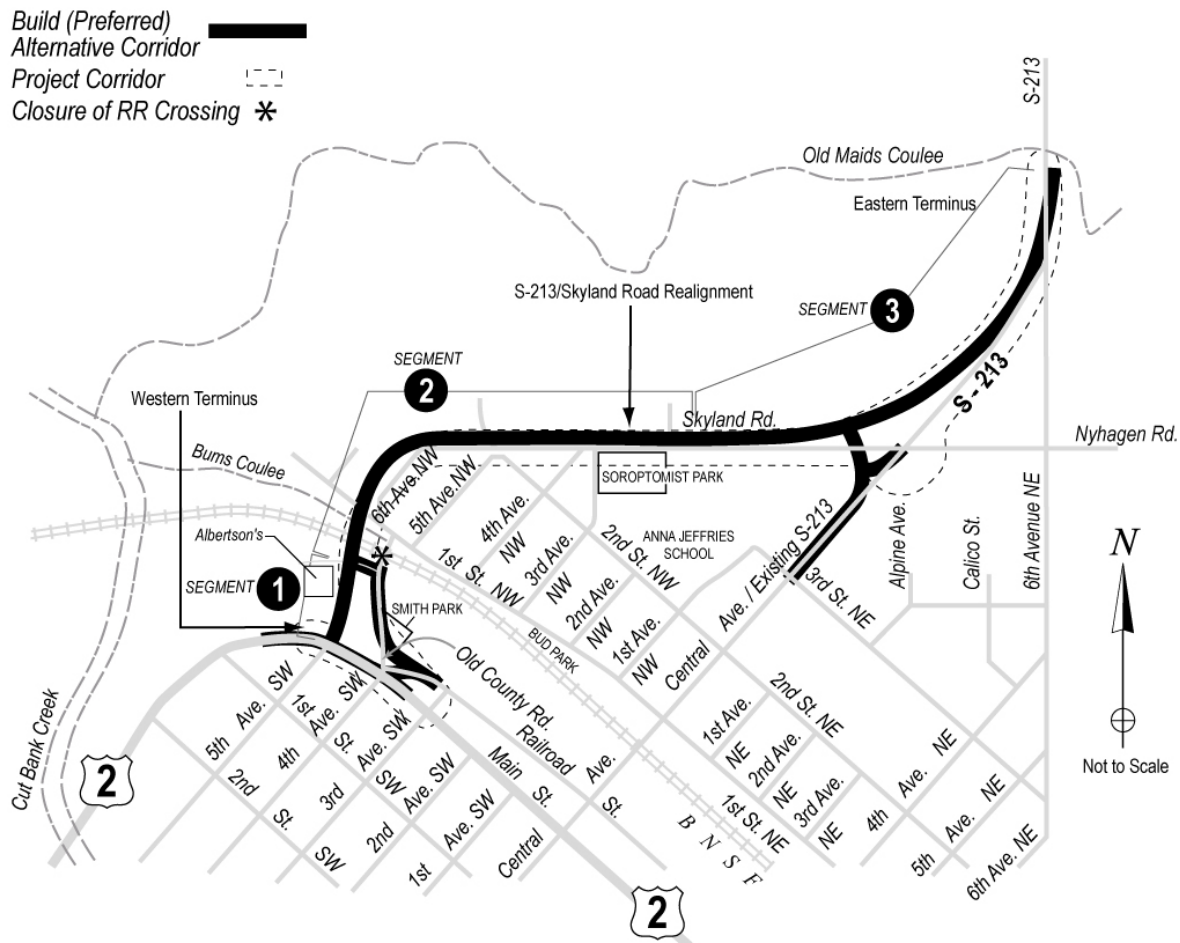 Build (Preferred)
Alternative Corridor
Project Corridor
Closure of RR Crossing *
S-213
Old Maids Coulee
Eastern Terminus
S-213/Skyland Road Realignment
SEGMENT 3
SEGMENT
2
Western Terminus
S-213
Skyland Rd.
Nyhagen Rd.
Burns Coulee
6th Ave. NW
5th Ave. NW
4th Ave.
NW
3rd Ave.
NW
2nd Ave.
NW
1st Ave.
NW
SOROPTOMIST PARK
ANNA JEFFRIES
SCHOOL
2nd St. NW
1st St. NW
Central Ave. / Existing S-213
3rd St. NE
Alpine Ave.
Calico St.
6th Avenue NE
Albertson's
SEGMENT 1
SMITH PARK
BUD PARK
Old County Rd.
Railroad St.
Main St.
Central Ave.
N
Not to Scale
Cut Bank Creek
2
5th Ave. SW
4th Ave. SW
3rd Ave. SW
2nd Ave. SW
1st Ave. SW
1st St. SW
2nd St. SW
BNSF
1st Ave.
NE
2nd Ave.
NE
3rd Ave.
NE
4th Ave. NE
5th Ave. NE
6th Ave. NE
2nd St. NE
1st St. NE
2